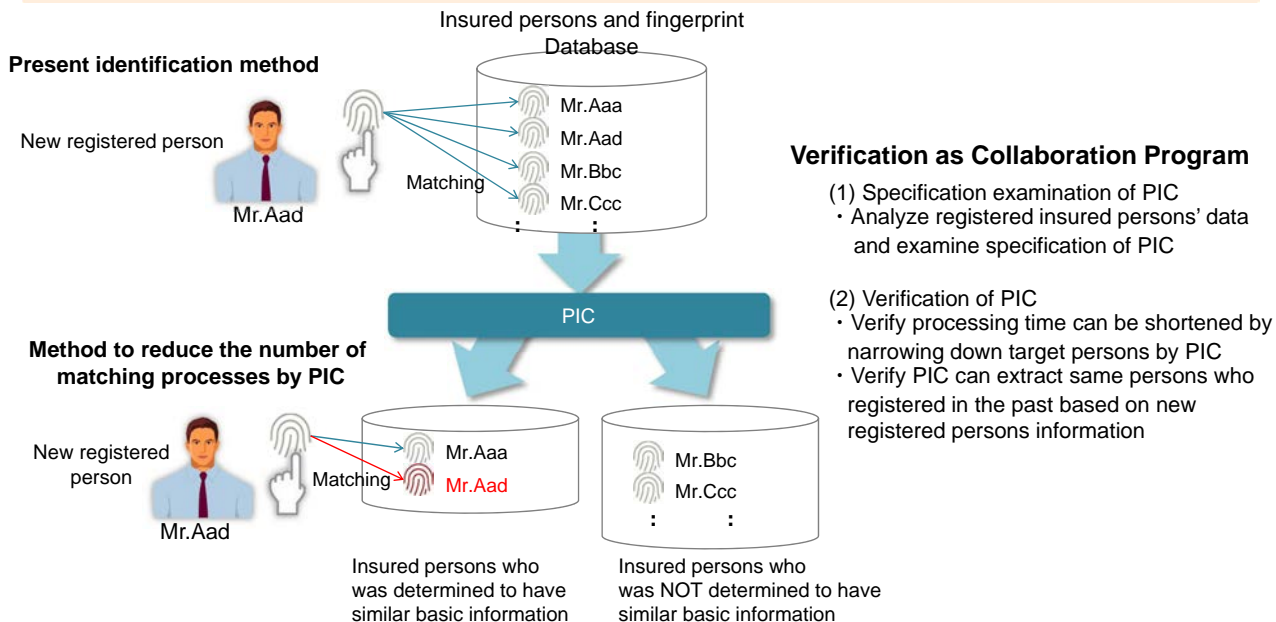 Insured persons and fingerprint
Database
Present identification method
New registered person
Mr.Aad
Matching
Mr.Aaa
Mr.Aad
Mr.Bbc
Mr.Ccc
: :
PIC
Method to reduce the number of
matching processes by PIC
New registered
person
Mr.Aad
Matching
Mr.Aaa
Mr.Aad
Mr.Bbc
Mr.Ccc
: :
Insured persons who
was determined to have
similar basic information
Insured persons who
was NOT determined to have
similar basic information
Verification as Collaboration Program
(1) Specification examination of PIC
・Analyze registered insured persons’ data
and examine specification of PIC
(2) Verification of PIC
・Verify processing time can be shortened by
narrowing down target persons by PIC
・Verify PIC can extract same persons who
registered in the past based on new
registered persons information